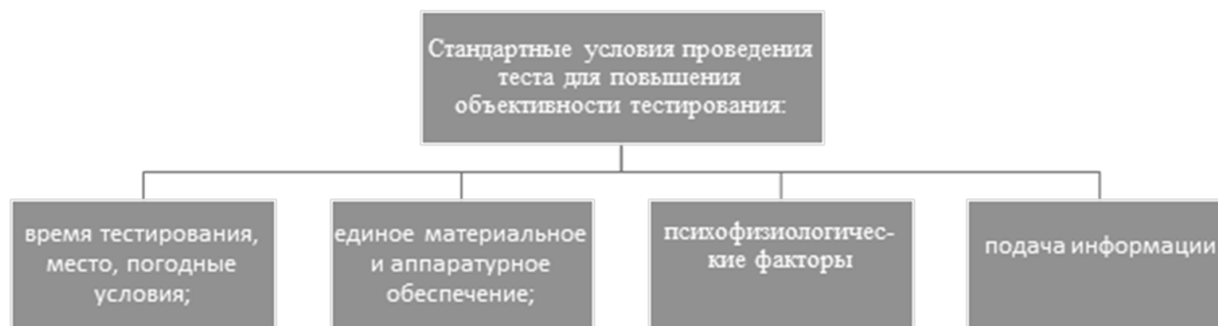 Стандартные условия проведения
теста для повышения
объективности тестирования:
время тестирования,
место, погодные
условия;
единое материальное
и аппаратурное
обеспечение;
психофизиологичес-
кие факторы
подача информации